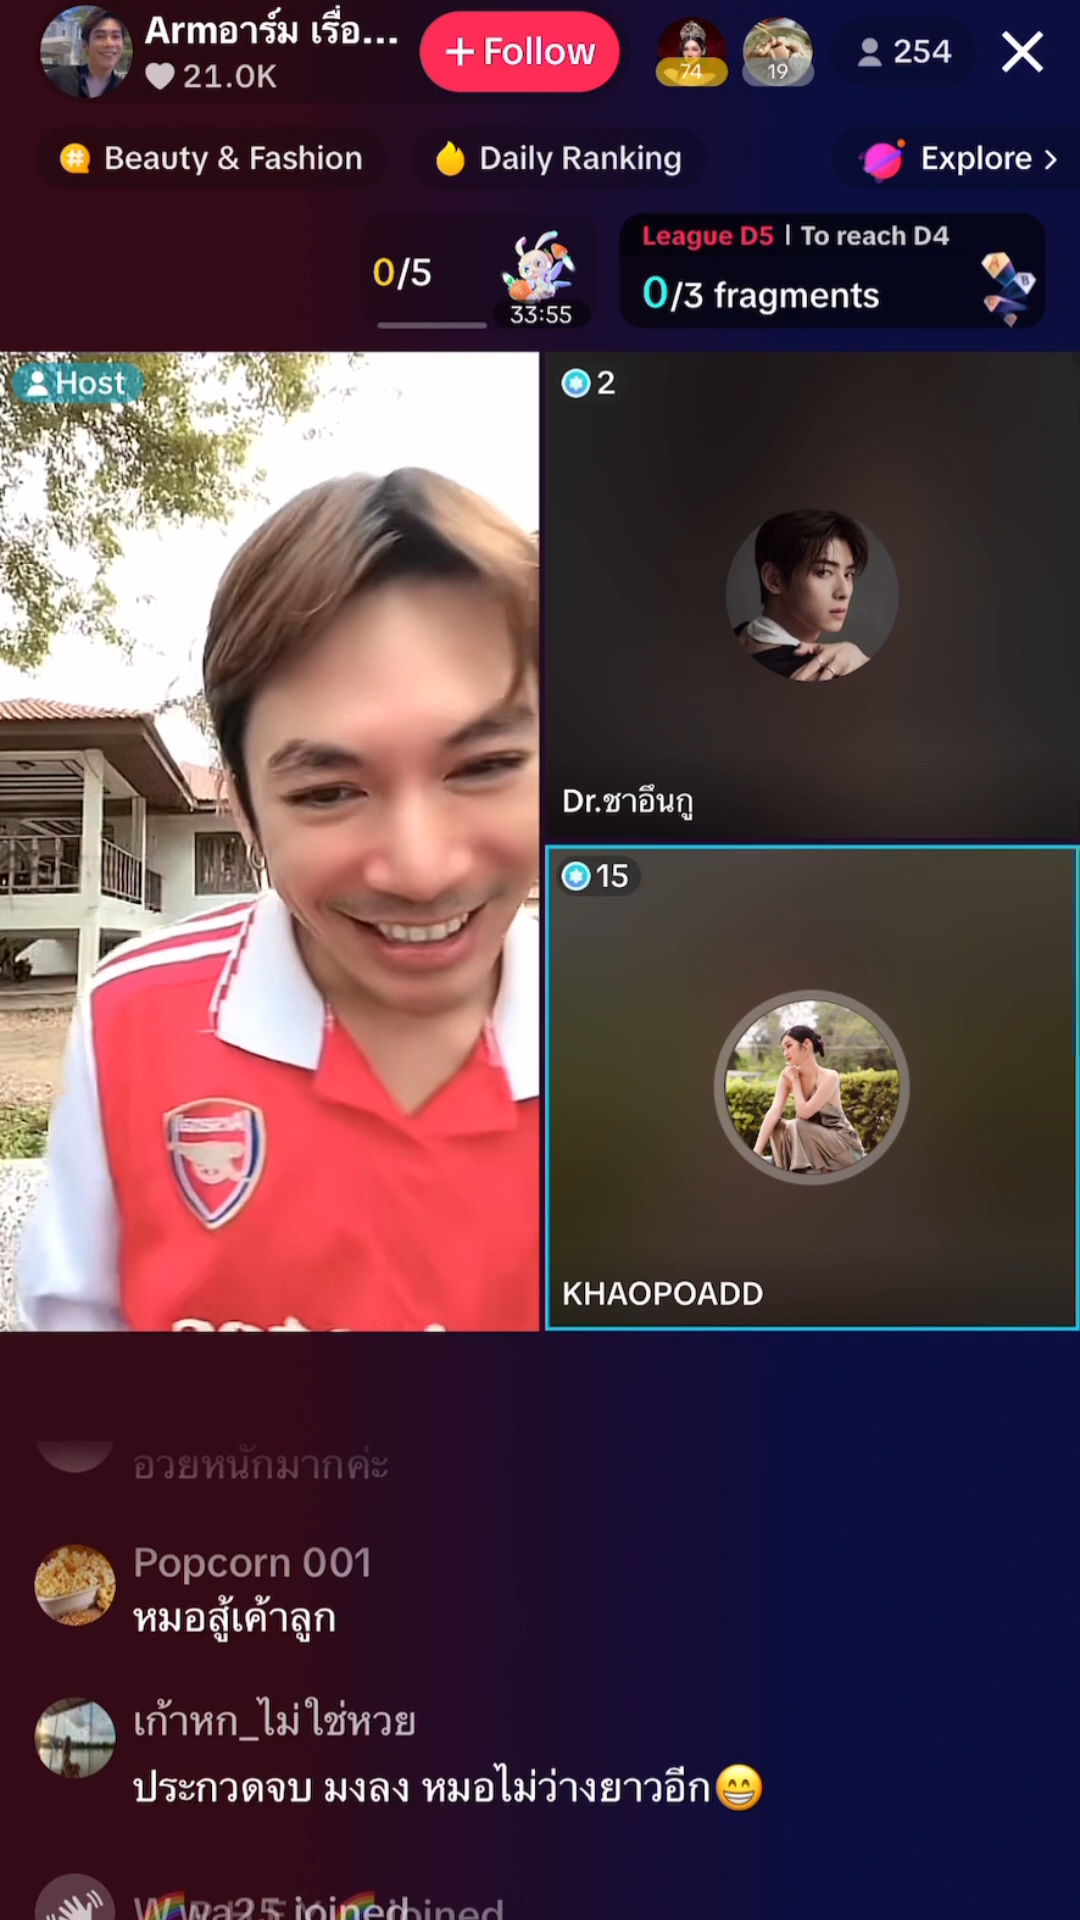 Armอาร์ม เรื่อ...
21.0K
+ Follow
74
19
254
Beauty & Fashion
Daily Ranking
Explore >
0/5
33:55
League D5 | To reach D4
0/3 fragments
Host
2
Dr.ชาอึนกู
15
KHAOPOADD
อวยหนักมากค่ะ
Popcorn 001
หมอสู้เค้าลูก
เก้าหก_ไม่ใช่หวย
ประกวดจบ มงลง หมอไม่ว่างยาวอีก😁
joined